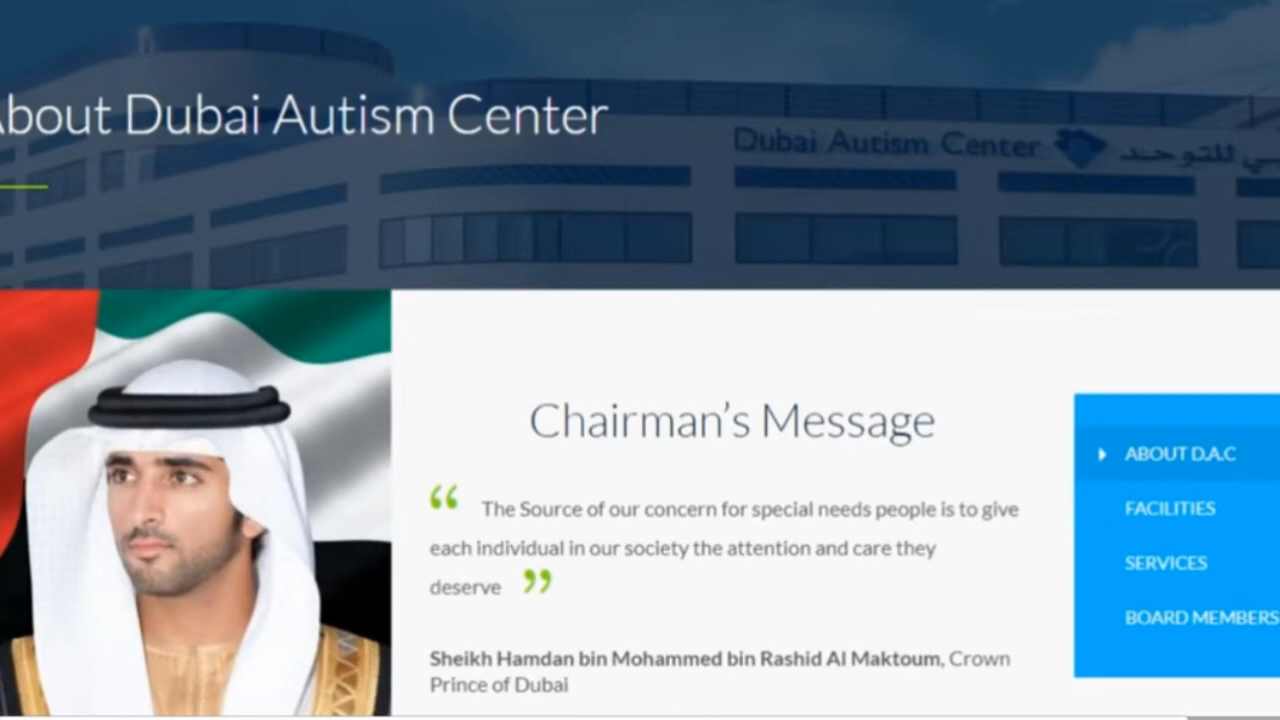 About Dubai Autism Center
Dubai Autism Center
للتوحد
Chairman's Message
“ The Source of our concern for special needs people is to give
each individual in our society the attention and care they
deserve ”
Sheikh Hamdan bin Mohammed bin Rashid Al Maktoum, Crown
Prince of Dubai
ABOUT D.A.C
FACILITIES
SERVICES
BOARD MEMBERS